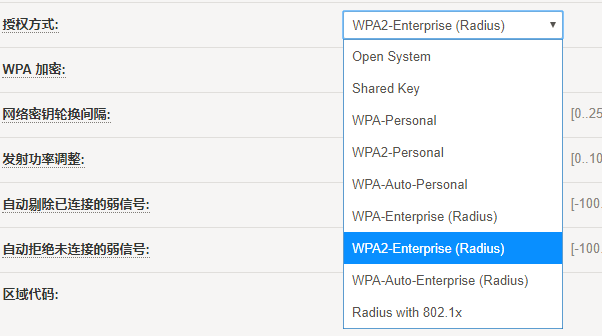 授权方式:
WPA2-Enterprise (Radius)
Open System
WPA 加密:
Shared Key
网络密钥轮换间隔:
WPA-Personal
[0..25
WPA2-Personal
发射功率调整:
[0..10
WPA-Auto-Personal
自动剔除已连接的弱信号:
[-100.
WPA-Enterprise (Radius)
自动拒绝未连接的弱信号:
WPA2-Enterprise (Radius)
[-100.
WPA-Auto-Enterprise (Radius)
区域代码:
Radius with 802.1x